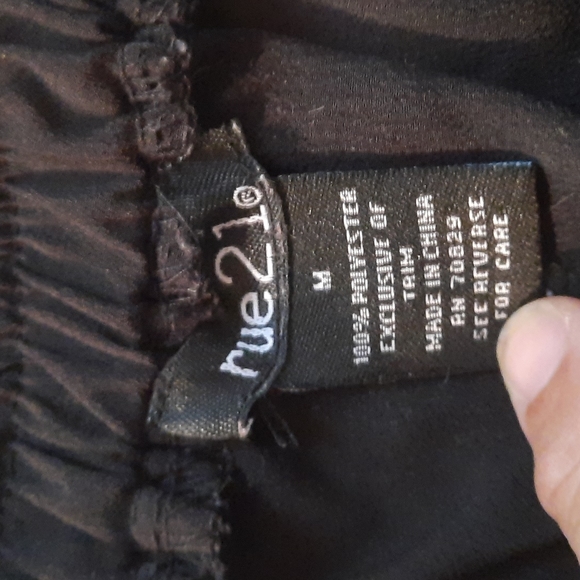 rue21®
M
100% POLYESTER
EXCLUSIVE OF
TRIM
MADE IN CHINA
RN 70829
SEE REVERSE
FOR CARE